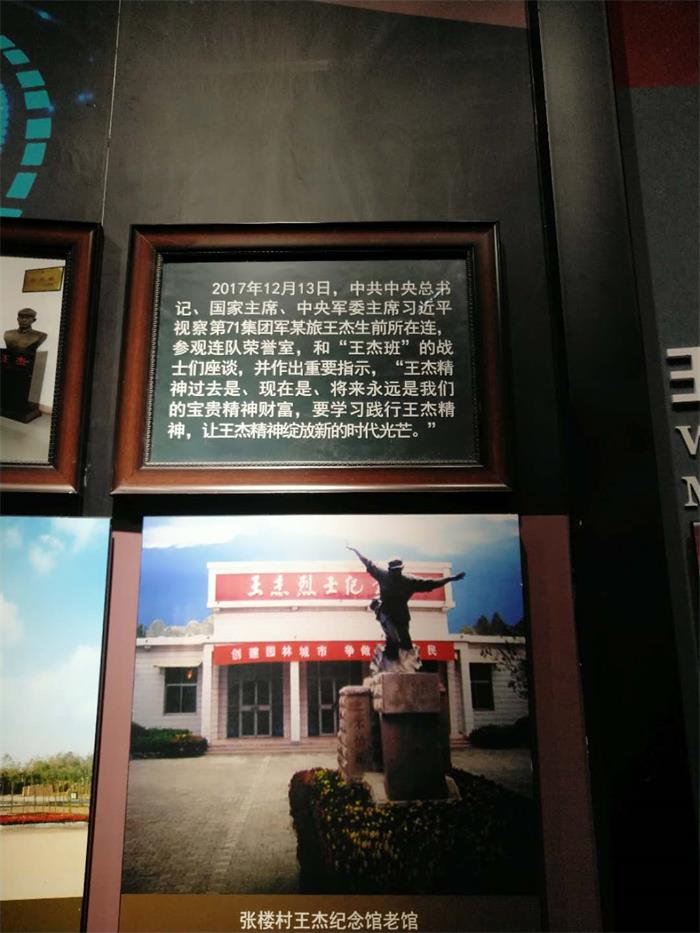 2017年12月13日，中共中央总书
记、国家主席、中央军委主席习近平
视察第71集团军某旅王杰生前所在连，
参观连队荣誉室，和“王杰班”的战
士们座谈，并作出重要指示，“王杰精
神过去是、现在是、将来永远是我们
的宝贵精神财富，要学习践行王杰精
神，让王杰精神绽放新的时代光芒。”
王杰
王杰烈士纪
创建园林城市 争做 民
张楼村王杰纪念馆老馆